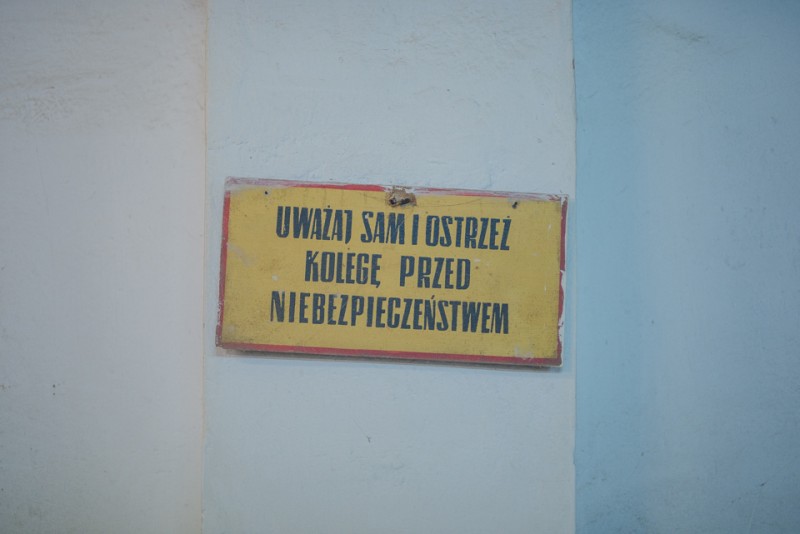 UWAŻAJ SAM I OSTRZEŻ
KOLEGĘ PRZED
NIEBEZPIECZEŃSTWEM